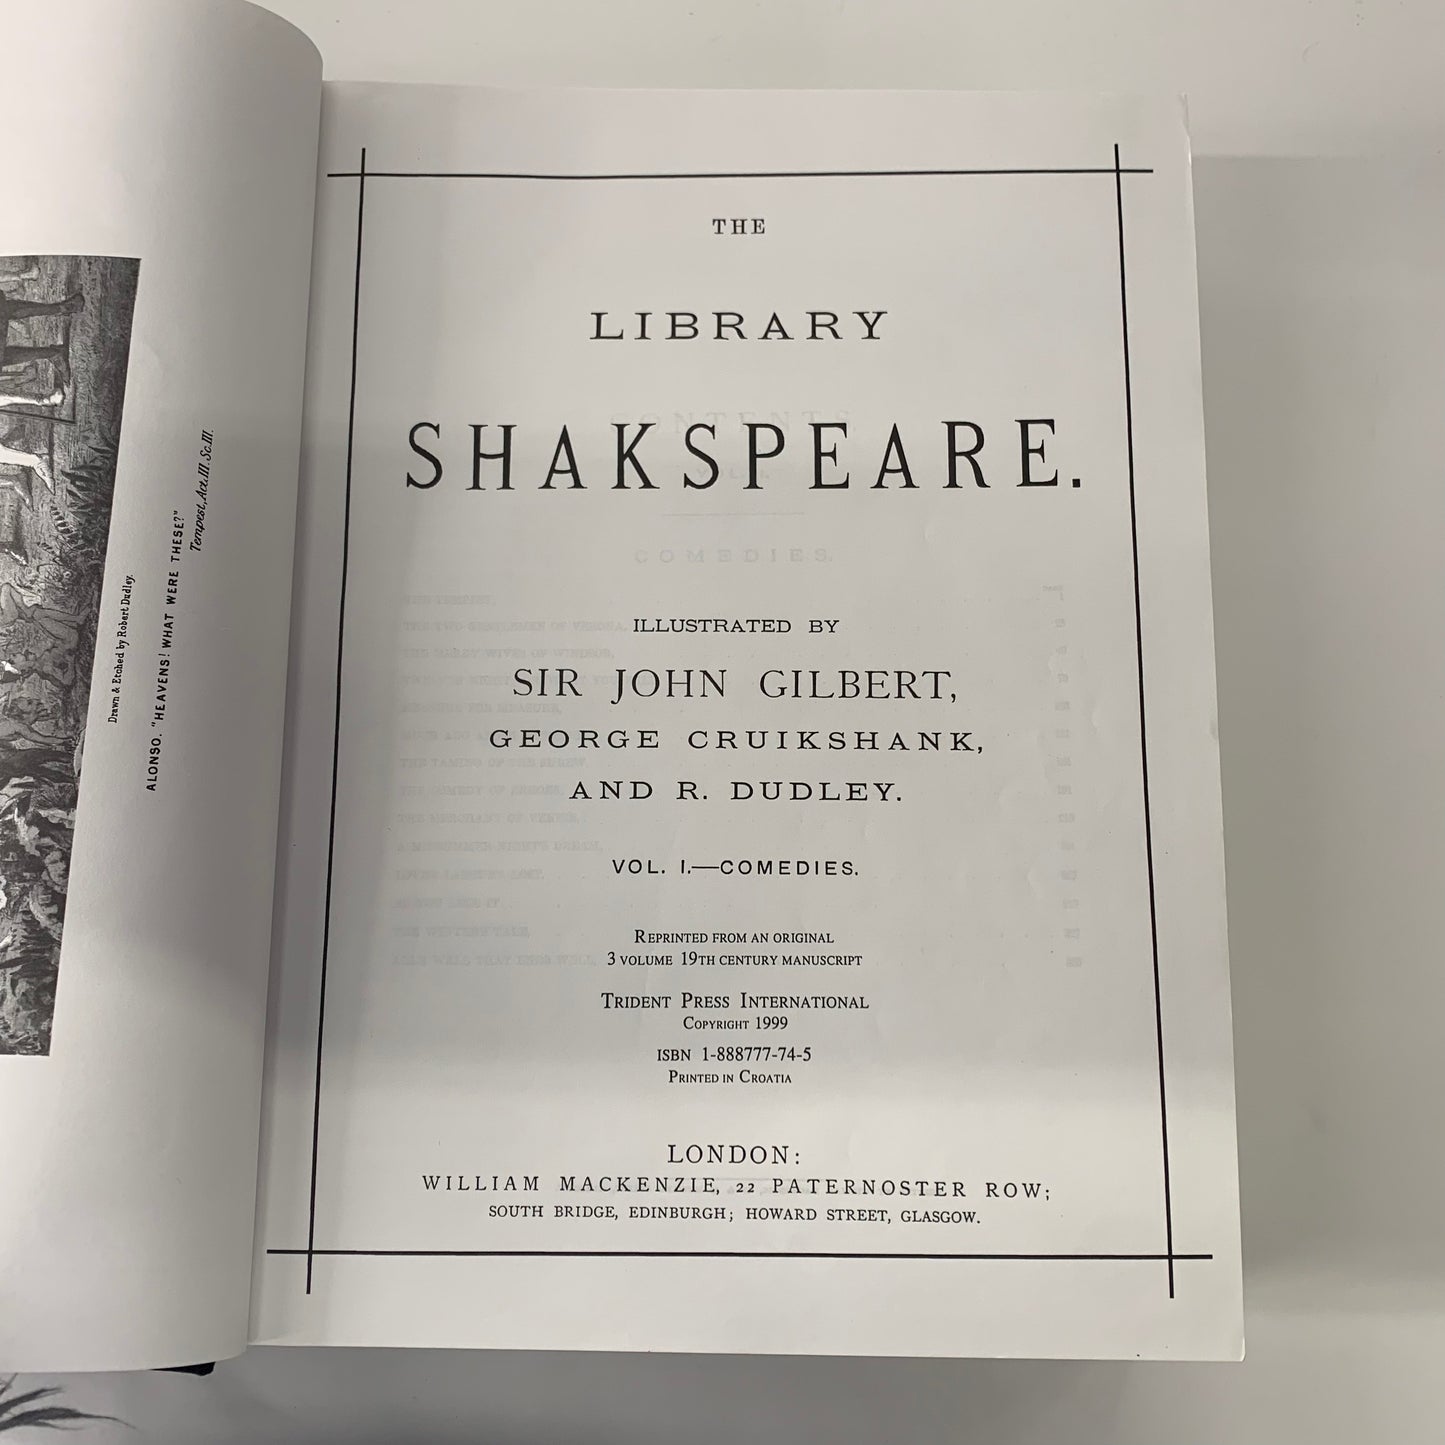 Drawn & Etched by Robert Dudley.
ALONSO. "HEAVENS! WHAT WERE THESE?"
Tempest, Act.III. Sc.III.
THE
LIBRARY
SHAKSPEARE.
ILLUSTRATED BY
SIR JOHN GILBERT,
GEORGE CRUIKSHANK,
AND R. DUDLEY.
VOL. I.—COMEDIES.
REPRINTED FROM AN ORIGINAL
3 VOLUME 19TH CENTURY MANUSCRIPT
TRIDENT PRESS INTERNATIONAL
COPYRIGHT 1999
ISBN 1-888777-74-5
PRINTED IN CROATIA
LONDON:
WILLIAM MACKENZIE, 22 PATERNOSTER ROW;
SOUTH BRIDGE, EDINBURGH; HOWARD STREET, GLASGOW.